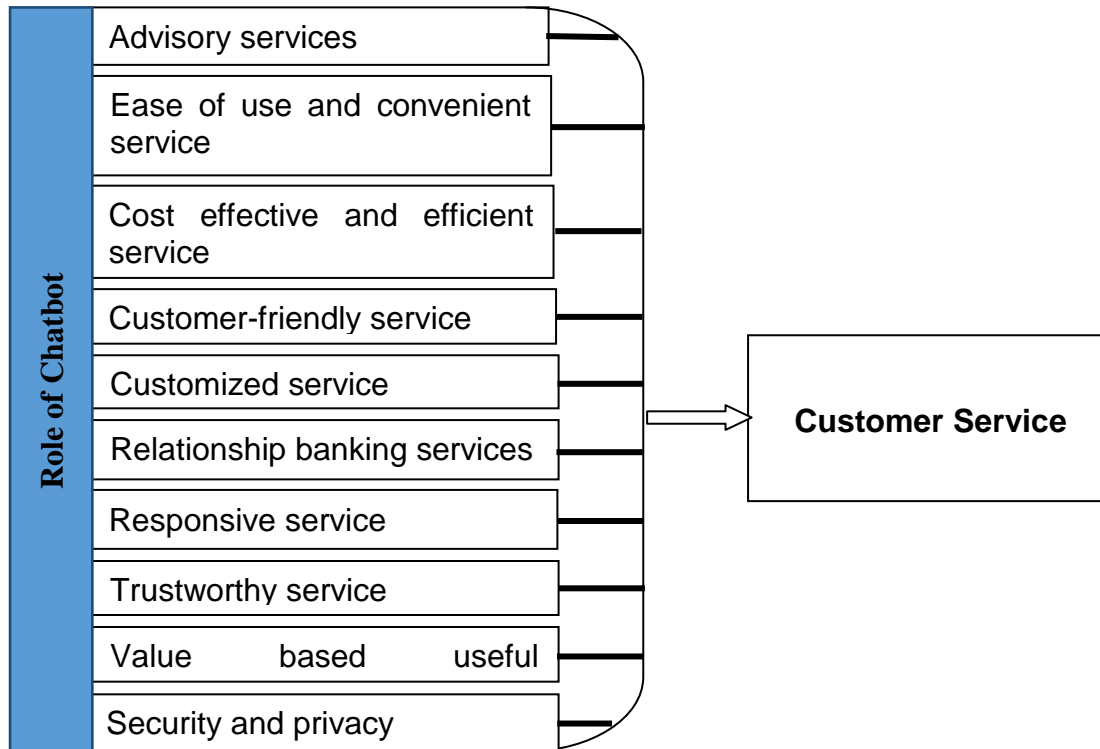 Role of Chatbot
Advisory services
Ease of use and convenient
service
Cost effective and efficient
service
Customer-friendly service
Customized service
Relationship banking services
Responsive service
Trustworthy service
Value based useful
Security and privacy
Customer Service